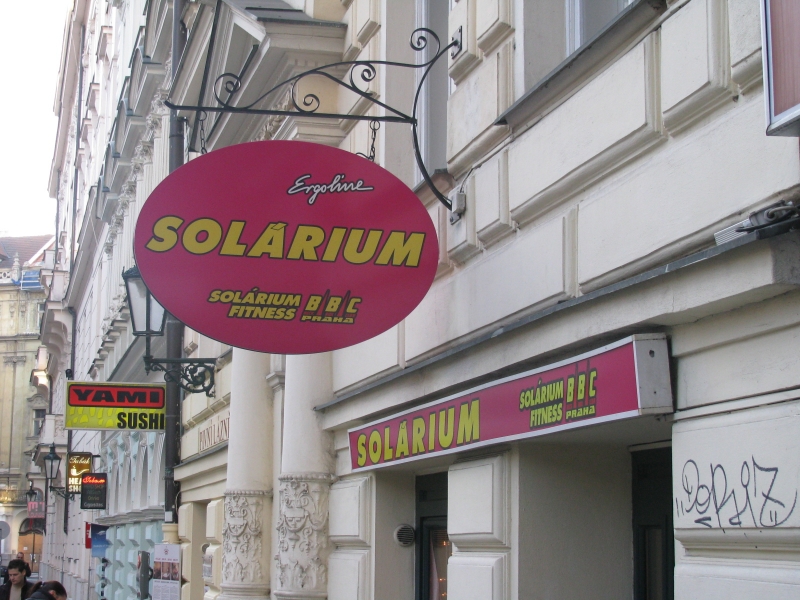 Ergoline
SOLÁRIUM
SOLÁRIUM BBC
FITNESS PRAHA
SOLÁRIUM
SOLÁRIUM BBC
FITNESS PRAHA
YAMI
SUSHI